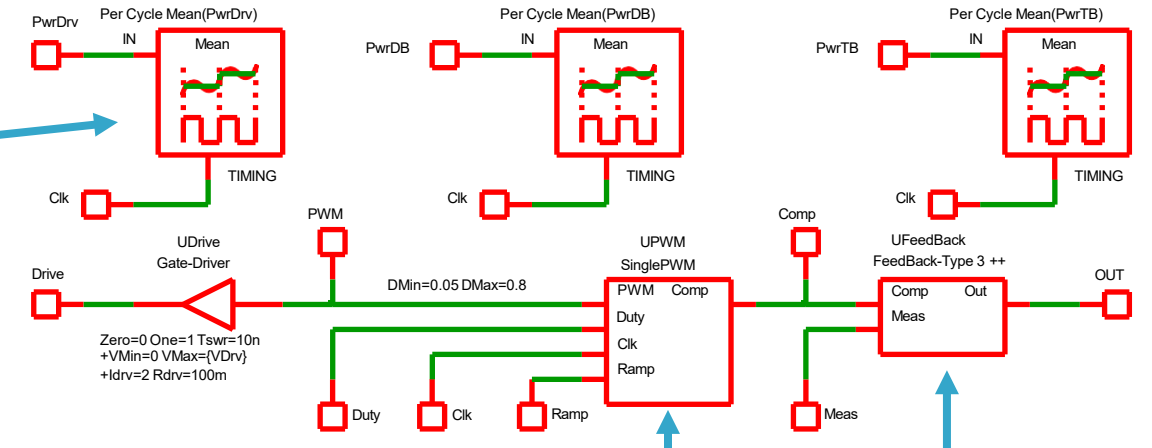 PwrDrv
Per Cycle Mean(PwrDrv)
IN
Mean
TIMING
Clk
PwrDB
Per Cycle Mean(PwrDB)
IN
Mean
TIMING
Clk
PwrTB
Per Cycle Mean(PwrTB)
IN
Mean
TIMING
Clk
Drive
UDrive
Gate-Driver
Zero=0 One=1 Tswr=10n
+VMin=0 VMax={VDrv}
+Idrv=2 Rdrv=100m
PWM
DMin=0.05 DMax=0.8
UPWM
SinglePWM
PWM Comp
Duty
Clk
Ramp
Duty
Clk
Ramp
Comp
UFeedBack
FeedBack-Type 3 ++
Comp Out
Meas
OUT
Meas